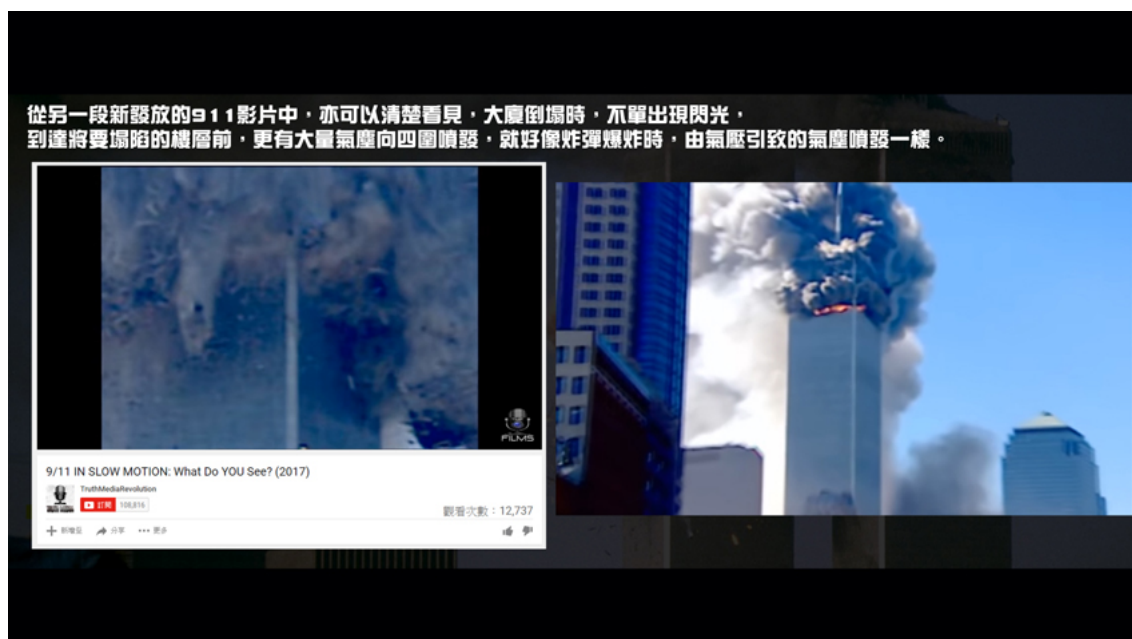 從另一段新發放的911影片中，亦可以清楚看見，大廈倒塌時，不單出現閃光，
到達將要塌陷的樓層前，更有大量氣塵向四圍噴發，就好像炸彈爆炸時，由氣壓引致的氣塵噴發一樣。
FILMS
9/11 IN SLOW MOTION: What Do YOU See? (2017)
TruthMediaRevolution
訂閱 108,816
觀看次數：12,737
新增至 分享 更多